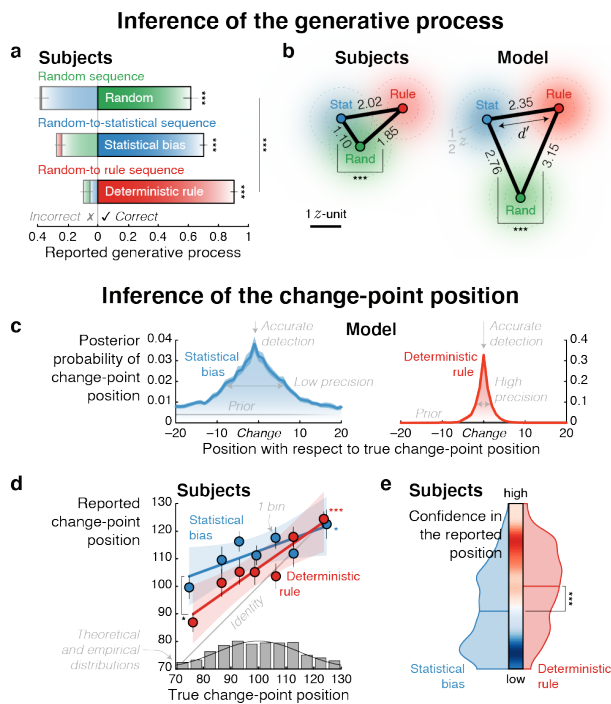 Inference of the generative process
a
Subjects
Random sequence
Random
***
Random-to-statistical sequence
Statistical bias
***
***
Random-to rule sequence
Deterministic rule
***
Incorrect ✗ ✓ Correct
0.4 0 0.2 0.4 0.6 0.8 1
Reported generative process
b
Subjects
Stat
2.02
Rule
1.10
1.85
Rand
***
1 z-unit
Model
Stat
2.35
Rule
d'
1/2 z
2.76
3.15
Rand
***
Inference of the change-point position
c
Model
Posterior
probability of
change-point
position
0.04
0.03
0.02
0.01
0
Statistical
bias
Accurate
detection
Low precision
Prior
-20 -10 Change 10 20
Deterministic
rule
Accurate
detection
High
precision
Prior
0.4
0.3
0.2
0.1
0
-20 -10 Change 10 20
Position with respect to true change-point position
d
Subjects
Reported
change-point
position
130
120
110
100
90
80
70
Statistical
bias
1 bin
***
*
Deterministic
rule
Identity
*
Theoretical
and empirical
distributions
70 80 90 100 110 120 130
True change-point position
e
Subjects
Confidence in
the reported
position
high
***
low
Statistical
bias
Deterministic
rule